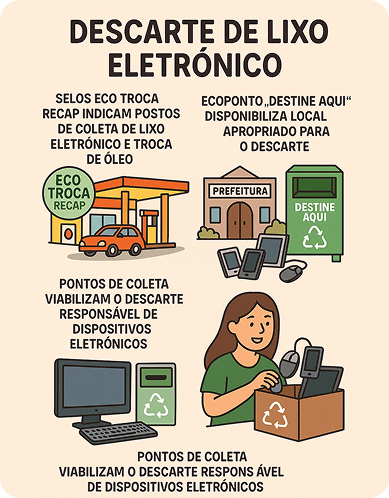 DESCARTE DE LIXO
ELETRÓNICO
SELOS ECO TROCA
RECAP INDICAM POSTOS
DE COLETA DE LIXO
ELETRÓNICO E TROCA
DE ÓLEO
ECO
TROCA
RECAP
ECOPONTO „DESTINE AQUI“
DISPONIBILIZA LOCAL
APROPRIADO PARA
O DESCARTE
PREFEITURA
DESTINE
AQUI
PONTOS DE COLETA
VIABILIZAM O DESCARTE
RESPONSÁVEL DE
DISPOSITIVOS
ELETRÓNICOS
PONTOS DE COLETA
VIABILIZAM O DESCARTE RESPONS ÁVEL
DE DISPOSITIVOS ELETRÓNICOS